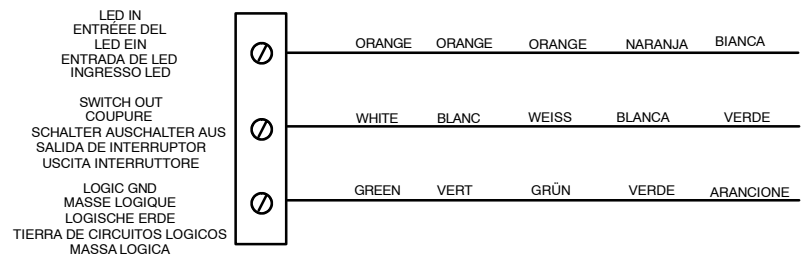 LED IN
ENTRÉEE DEL
LED EIN
ENTRADA DE LED
INGRESSO LED
ORANGE ORANGE ORANGE NARANJA BIANCA
SWITCH OUT
COUPURE
SCHALTER AUSCHALTER AUS
SALIDA DE INTERRUPTOR
USCITA INTERRUTTORE
WHITE BLANC WEISS BLANCA VERDE
LOGIC GND
MASSE LOGIQUE
LOGISCHE ERDE
TIERRA DE CIRCUITOS LOGICOS
MASSA LOGICA
GREEN VERT GRÜN VERDE ARANCIONE